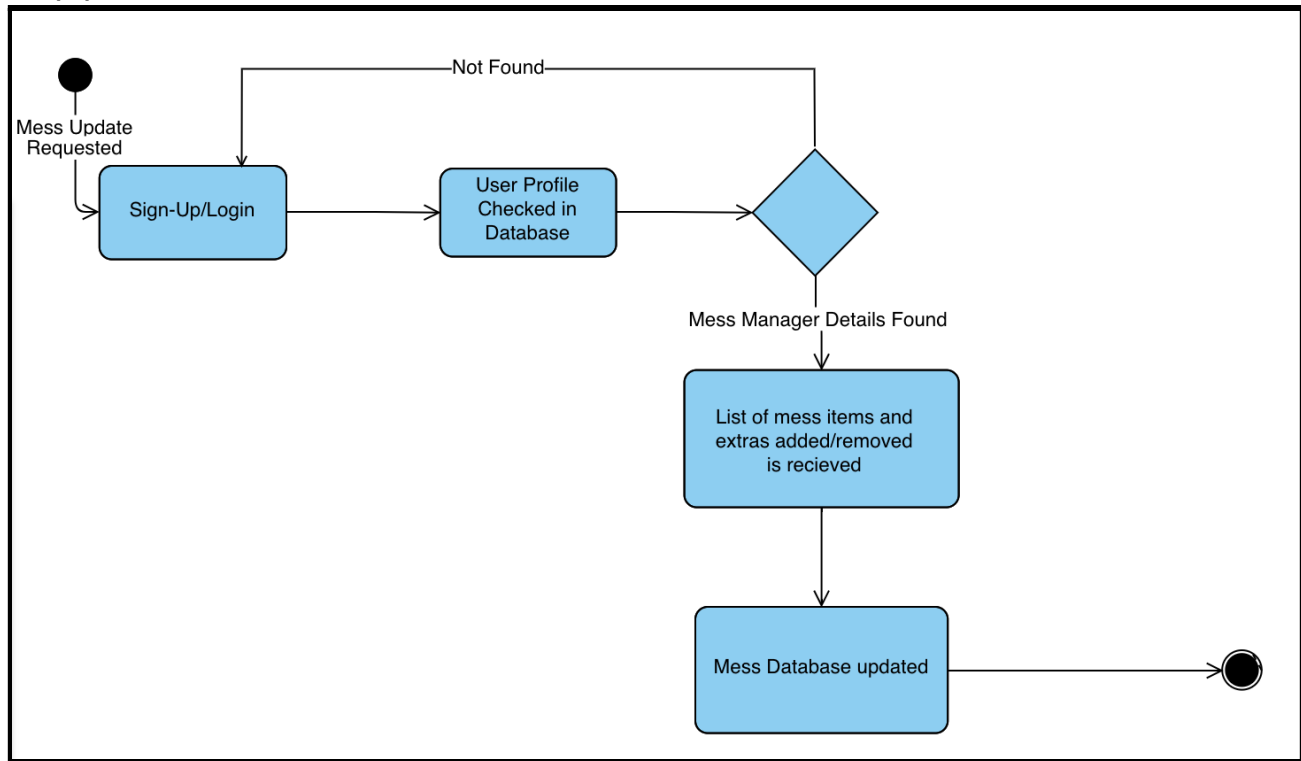 Not Found
Mess Update
Requested
Sign-Up/Login
User Profile
Checked in
Database
Mess Manager Details Found
List of mess items and
extras added/removed
is recieved
Mess Database updated